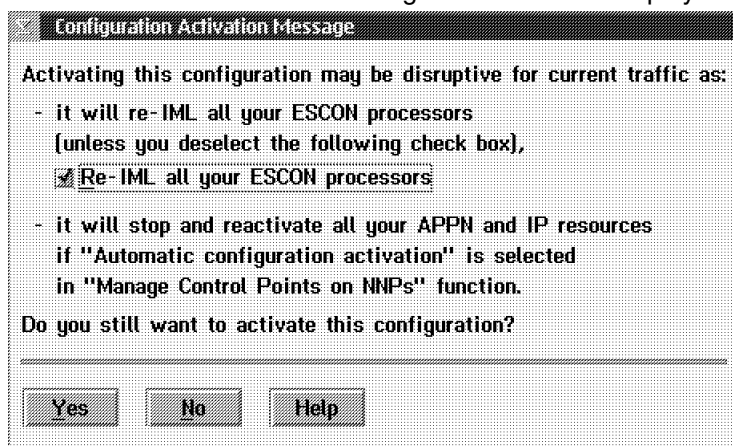 Configuration Activation Message
Activating this configuration may be disruptive for current traffic as:
- it will re-IML all your ESCON processors
(unless you deselect the following check box),
Re-IML all your ESCON processors
- it will stop and reactivate all your APPN and IP resources
if "Automatic configuration activation" is selected
in "Manage Control Points on NNPs" function.
Do you still want to activate this configuration?
Yes No Help